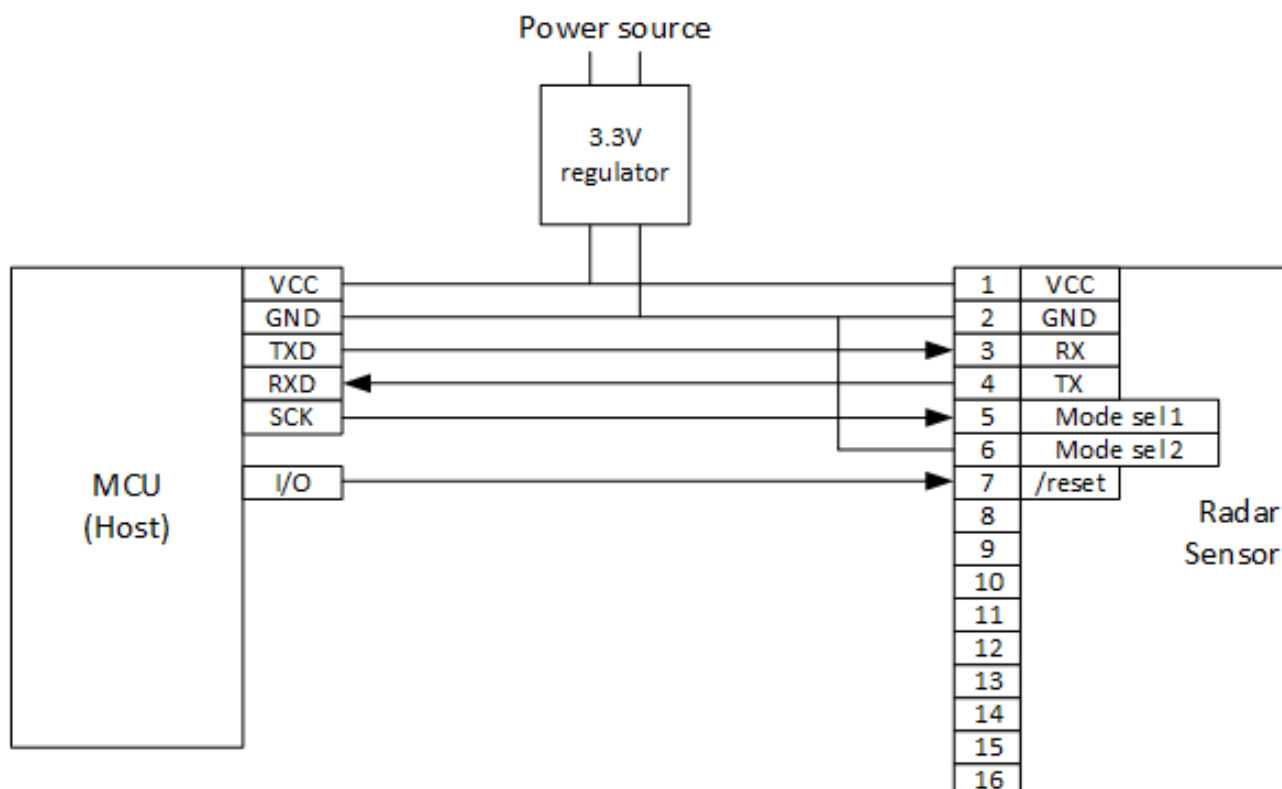 Power source
3.3V
regulator
VCC
GND
TXD
RXD
SCK
I/O
MCU
(Host)
1 VCC
2 GND
3 RX
4 TX
5 Mode sel1
6 Mode sel2
7 /reset
8
9
10
11
12
13
14
15
16
Radar
Sensor